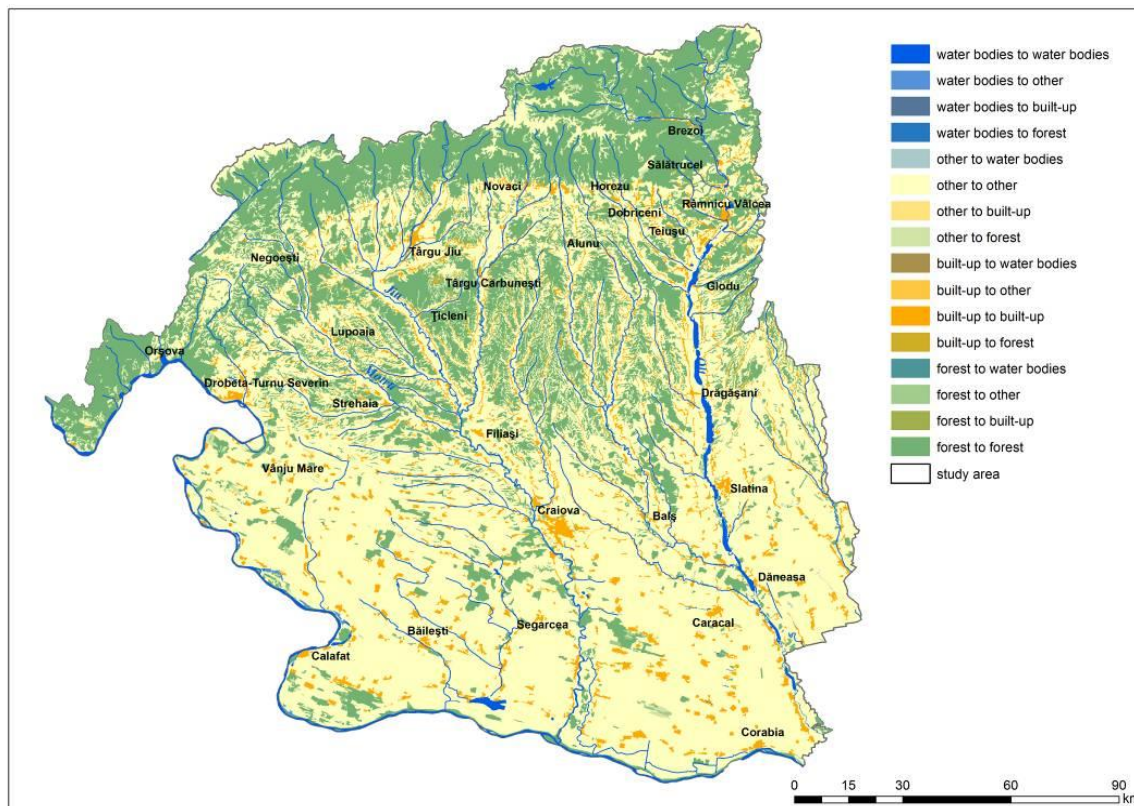 water bodies to water bodies
water bodies to other
water bodies to built-up
water bodies to forest
other to water bodies
other to other
other to built-up
other to forest
built-up to water bodies
built-up to other
built-up to built-up
built-up to forest
forest to water bodies
forest to other
forest to built-up
forest to forest
study area
Brezoi
Sălătrucel
Novaci
Horezu
Râmnicu Vâlcea
Dobriceni
Teiuşu
Alunu
Târgu Jiu
Negoeşti
Târgu Cărbuneşti
Glodu
Jiu
Ţicleni
Lupoaia
Orşova
Olt
Motru
Drobeta-Turnu Severin
Drăgăşani
Strehaia
Filiaşi
Vânju Mare
Slatina
Craiova
Balş
Dăneasa
Segarcea
Caracal
Băileşti
Calafat
Corabia
0 15 30 60 90
km